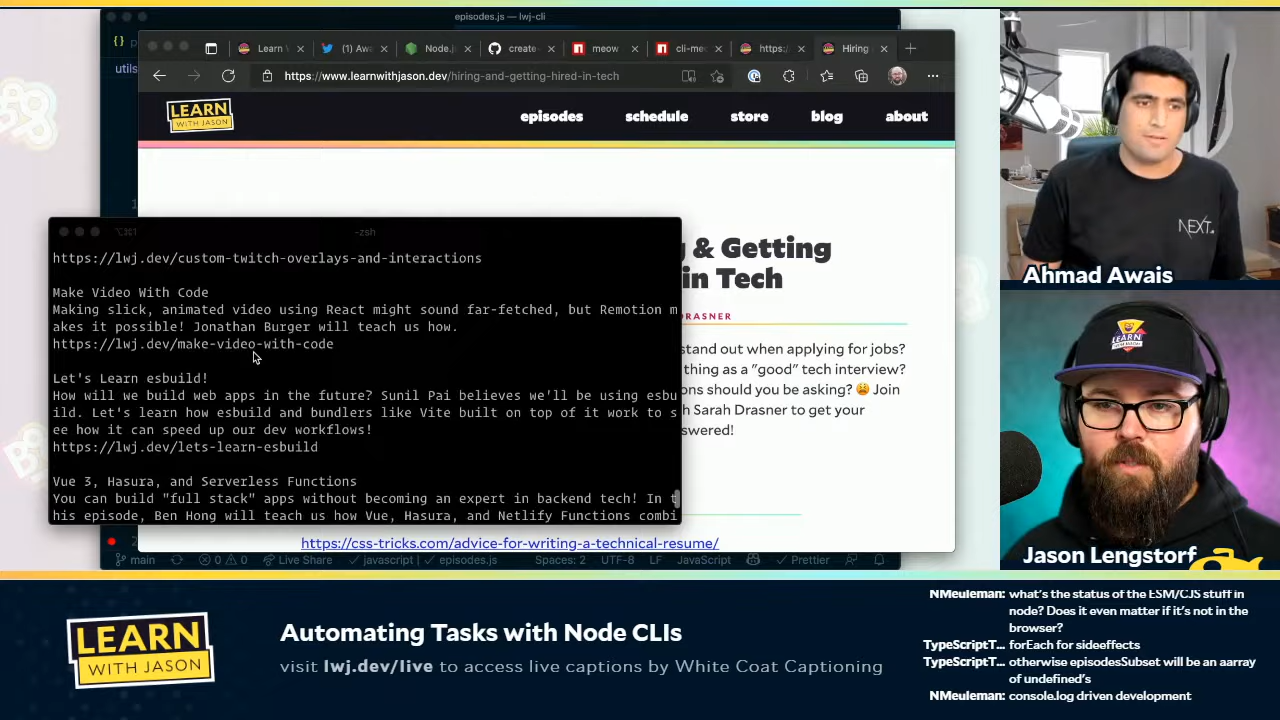 episodes.js — lwj-cli
Learn
(1) Aw
Node.j
create-
meow
cli-me
https:/
Hiring
https://www.learnwithjason.dev/hiring-and-getting-hired-in-tech
utils
LEARN
WITH JASON
episodes
schedule
store
blog
about
& Getting
in Tech
DRASNER
stand out when applying for jobs?
thing as a "good" tech interview?
ons should you be asking? 😩 Join
h Sarah Drasner to get your
swered!
https://css-tricks.com/advice-for-writing-a-technical-resume/
-zsh
https://lwj.dev/custom-twitch-overlays-and-interactions
Make Video With Code
Making slick, animated video using React might sound far-fetched, but Remotion m
akes it possible! Jonathan Burger will teach us how.
https://lwj.dev/make-video-with-code
Let's Learn esbuild!
How will we build web apps in the future? Sunil Pai believes we'll be using esbu
ild. Let's learn how esbuild and bundlers like Vite built on top of it work to s
ee how it can speed up our dev workflows!
https://lwj.dev/lets-learn-esbuild
Vue 3, Hasura, and Serverless Functions
You can build "full stack" apps without becoming an expert in backend tech! In t
his episode, Ben Hong will teach us how Vue, Hasura, and Netlify Functions combi
main
0
0
Live Share
javascript
episodes.js
Spaces: 2
UTF-8
LF
JavaScript
Prettier
NEXT.
Ahmad Awais
LEARN
Jason Lengstorf
LEARN
WITH JASON
Automating Tasks with Node CLIs
visit lwj.dev/live to access live captions by White Coat Captioning
NMeuleman: what's the status of the ESM/CJS stuff in
node? Does it even matter if it's not in the
browser?
TypeScriptT... forEach for sideeffects
TypeScriptT... otherwise episodesSubset will be an aarray
of undefined's
NMeuleman: console.log driven development